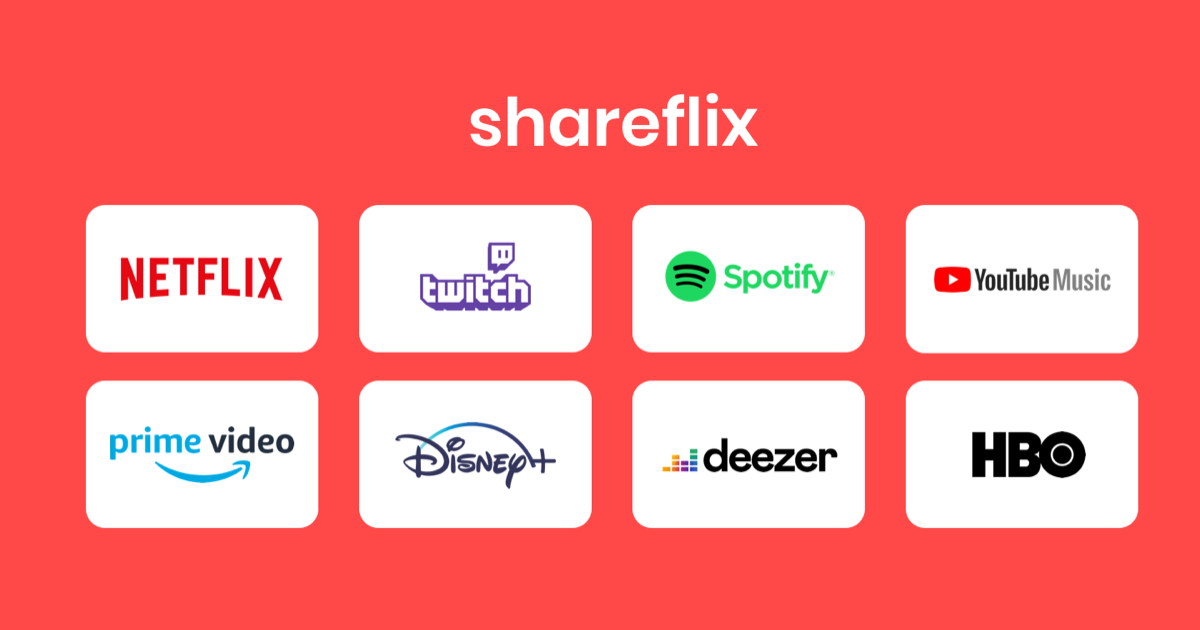 shareflix
NETFLIX
twitch
Spotify®
YouTube Music
prime video
Disney+
deezer
HBO